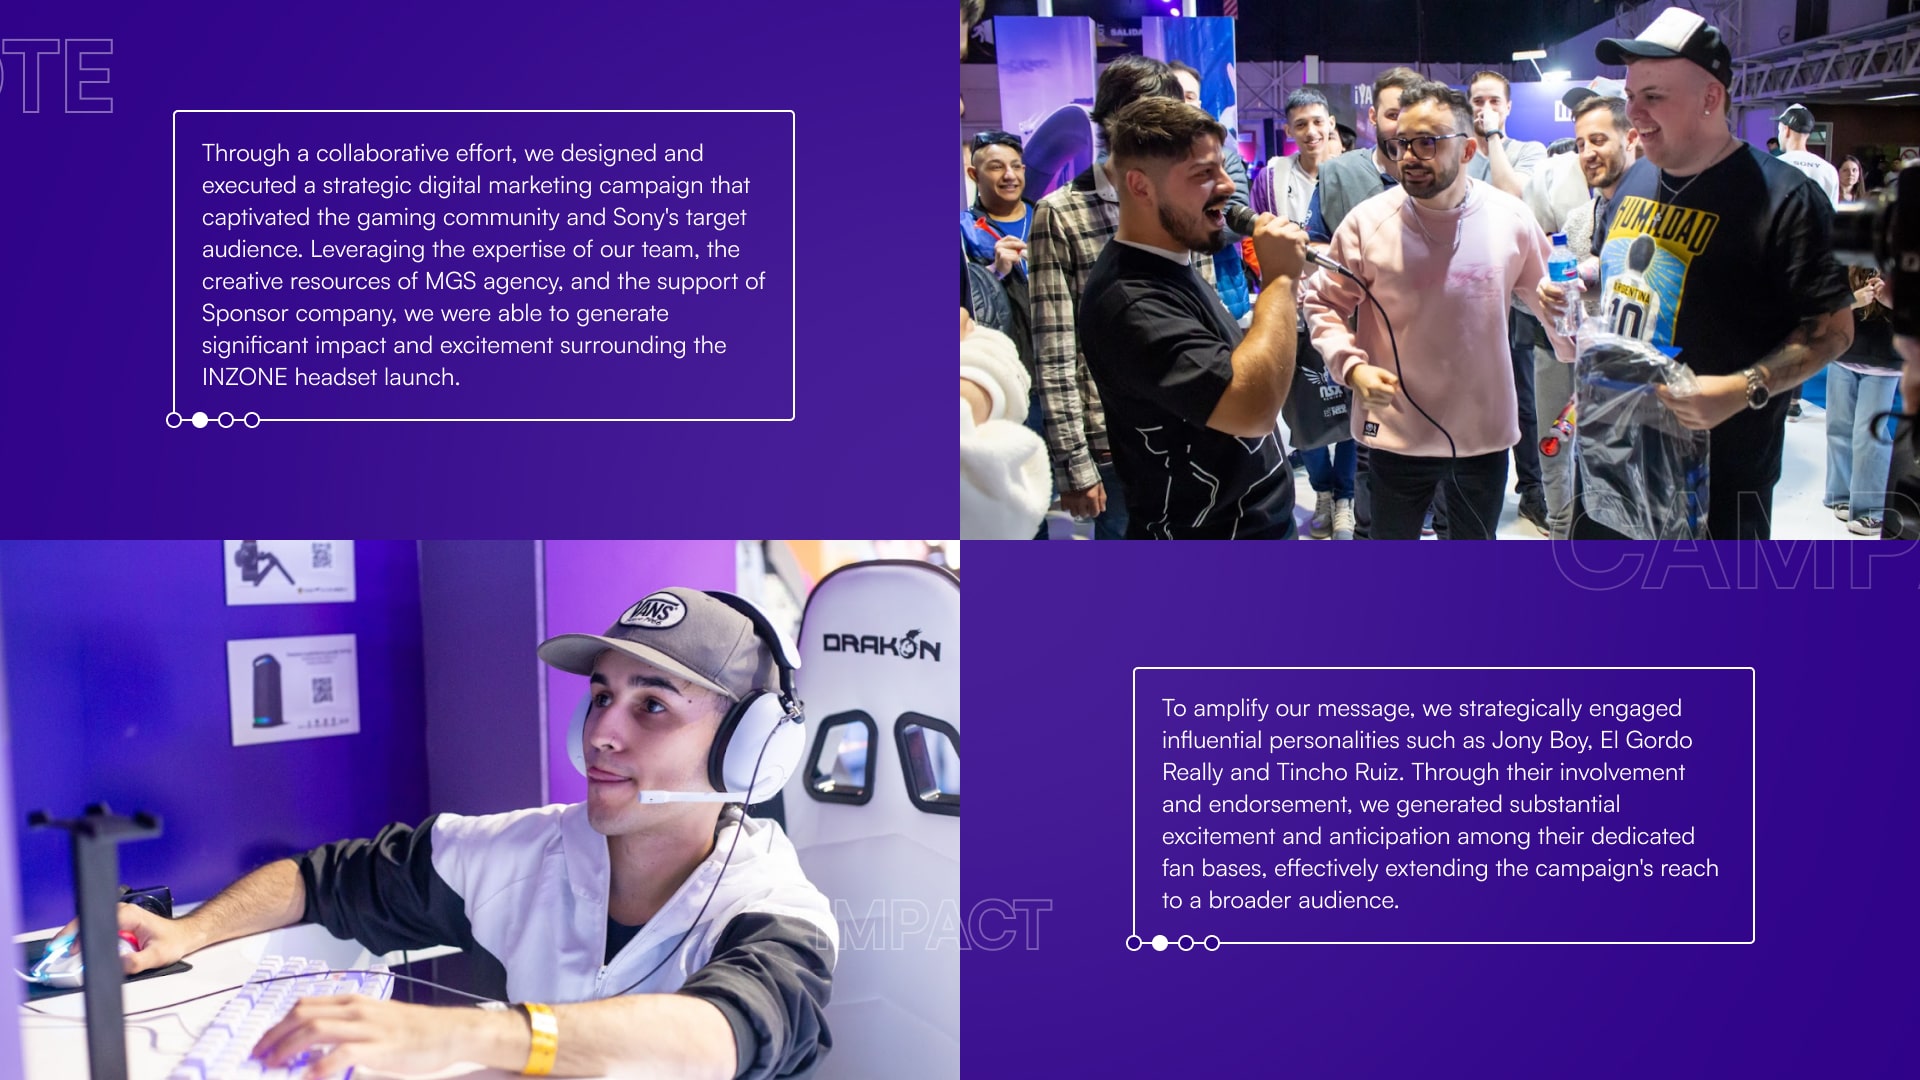 OTE
Through a collaborative effort, we designed and
executed a strategic digital marketing campaign that
captivated the gaming community and Sony's target
audience. Leveraging the expertise of our team, the
creative resources of MGS agency, and the support of
Sponsor company, we were able to generate
significant impact and excitement surrounding the
INZONE headset launch.
SALIDA
SONY
ARGENTINA
10
CAMP
VANS
DRAKON
IMPACT
To amplify our message, we strategically engaged
influential personalities such as Jony Boy, El Gordo
Really and Tincho Ruiz. Through their involvement
and endorsement, we generated substantial
excitement and anticipation among their dedicated
fan bases, effectively extending the campaign's reach
to a broader audience.